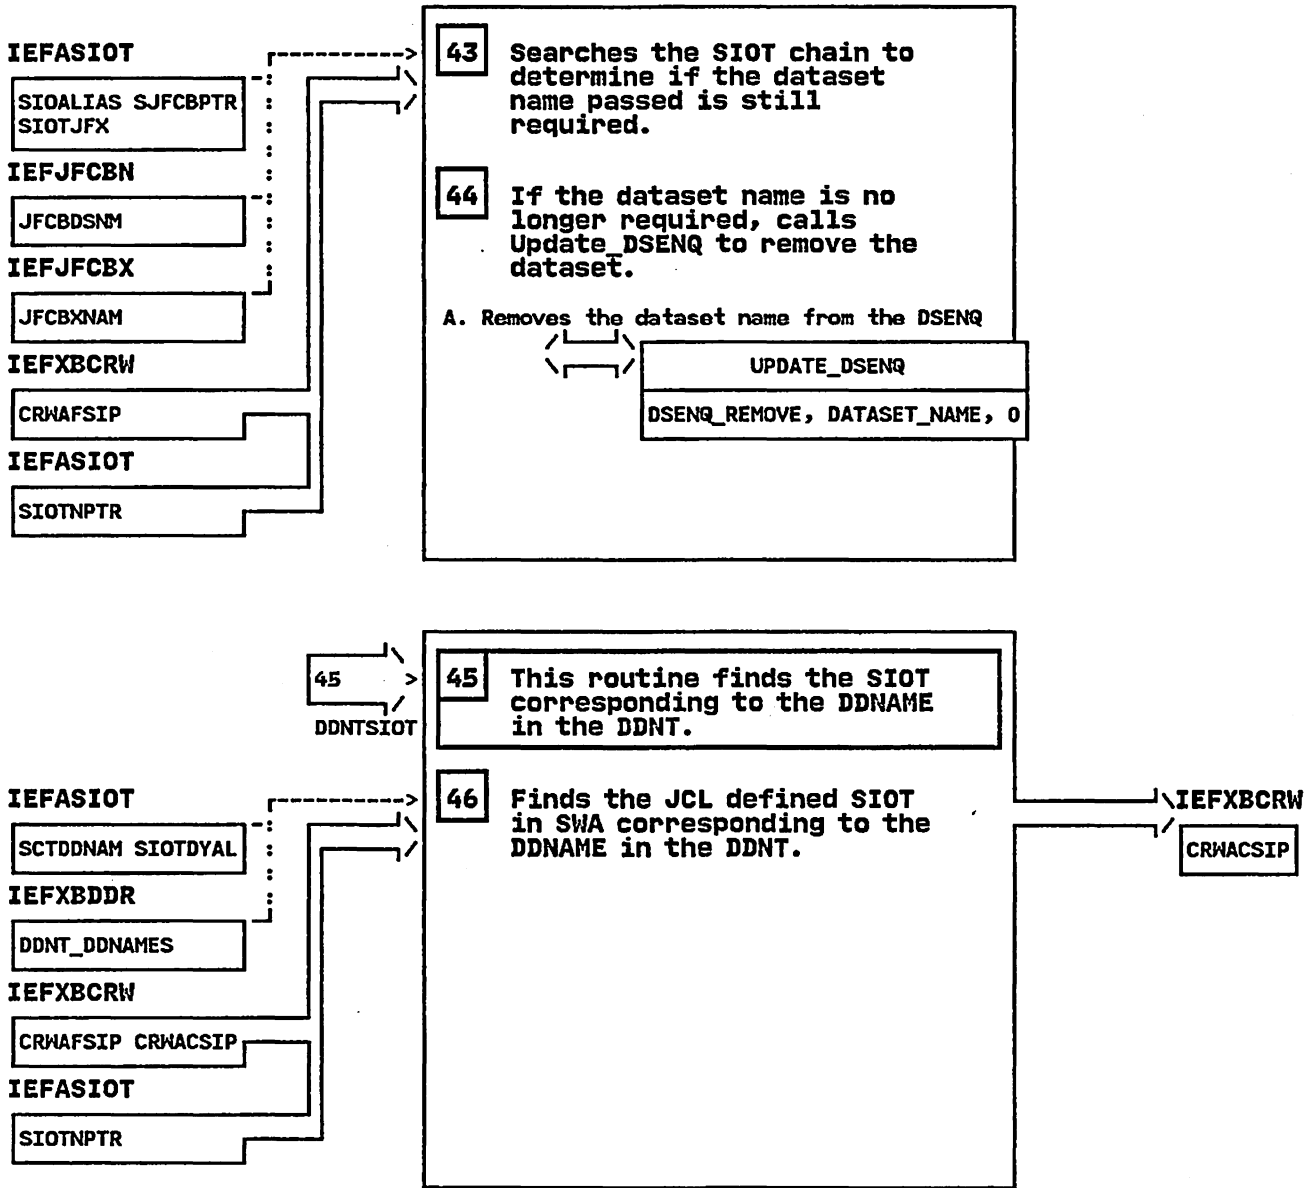 IEFASIOT
SIOALIAS SJFCBPTR
SIOTJFX
IEFJFCBN
JFCBDSNM
IEFJFCBX
JFCBXNAM
IEFXBCRW
CRWAFSIP
IEFASIOT
SIOTNPTR
43 Searches the SIOT chain to
determine if the dataset
name passed is still
required.
44 If the dataset name is no
longer required, calls
Update_DSENQ to remove the
dataset.
A. Removes the dataset name from the DSENQ
UPDATE_DSENQ
DSENQ_REMOVE, DATASET_NAME, 0
45
DDNTSIOT
45 This routine finds the SIOT
corresponding to the DDNAME
in the DDNT.
IEFASIOT
SCTDDNAM SIOTDYAL
IEFXBDDR
DDNT_DDNAMES
IEFXBCRW
CRWAFSIP CRWACSIP
IEFASIOT
SIOTNPTR
46 Finds the JCL defined SIOT
in SWA corresponding to the
DDNAME in the DDNT.
IEFXBCRW
CRWACSIP